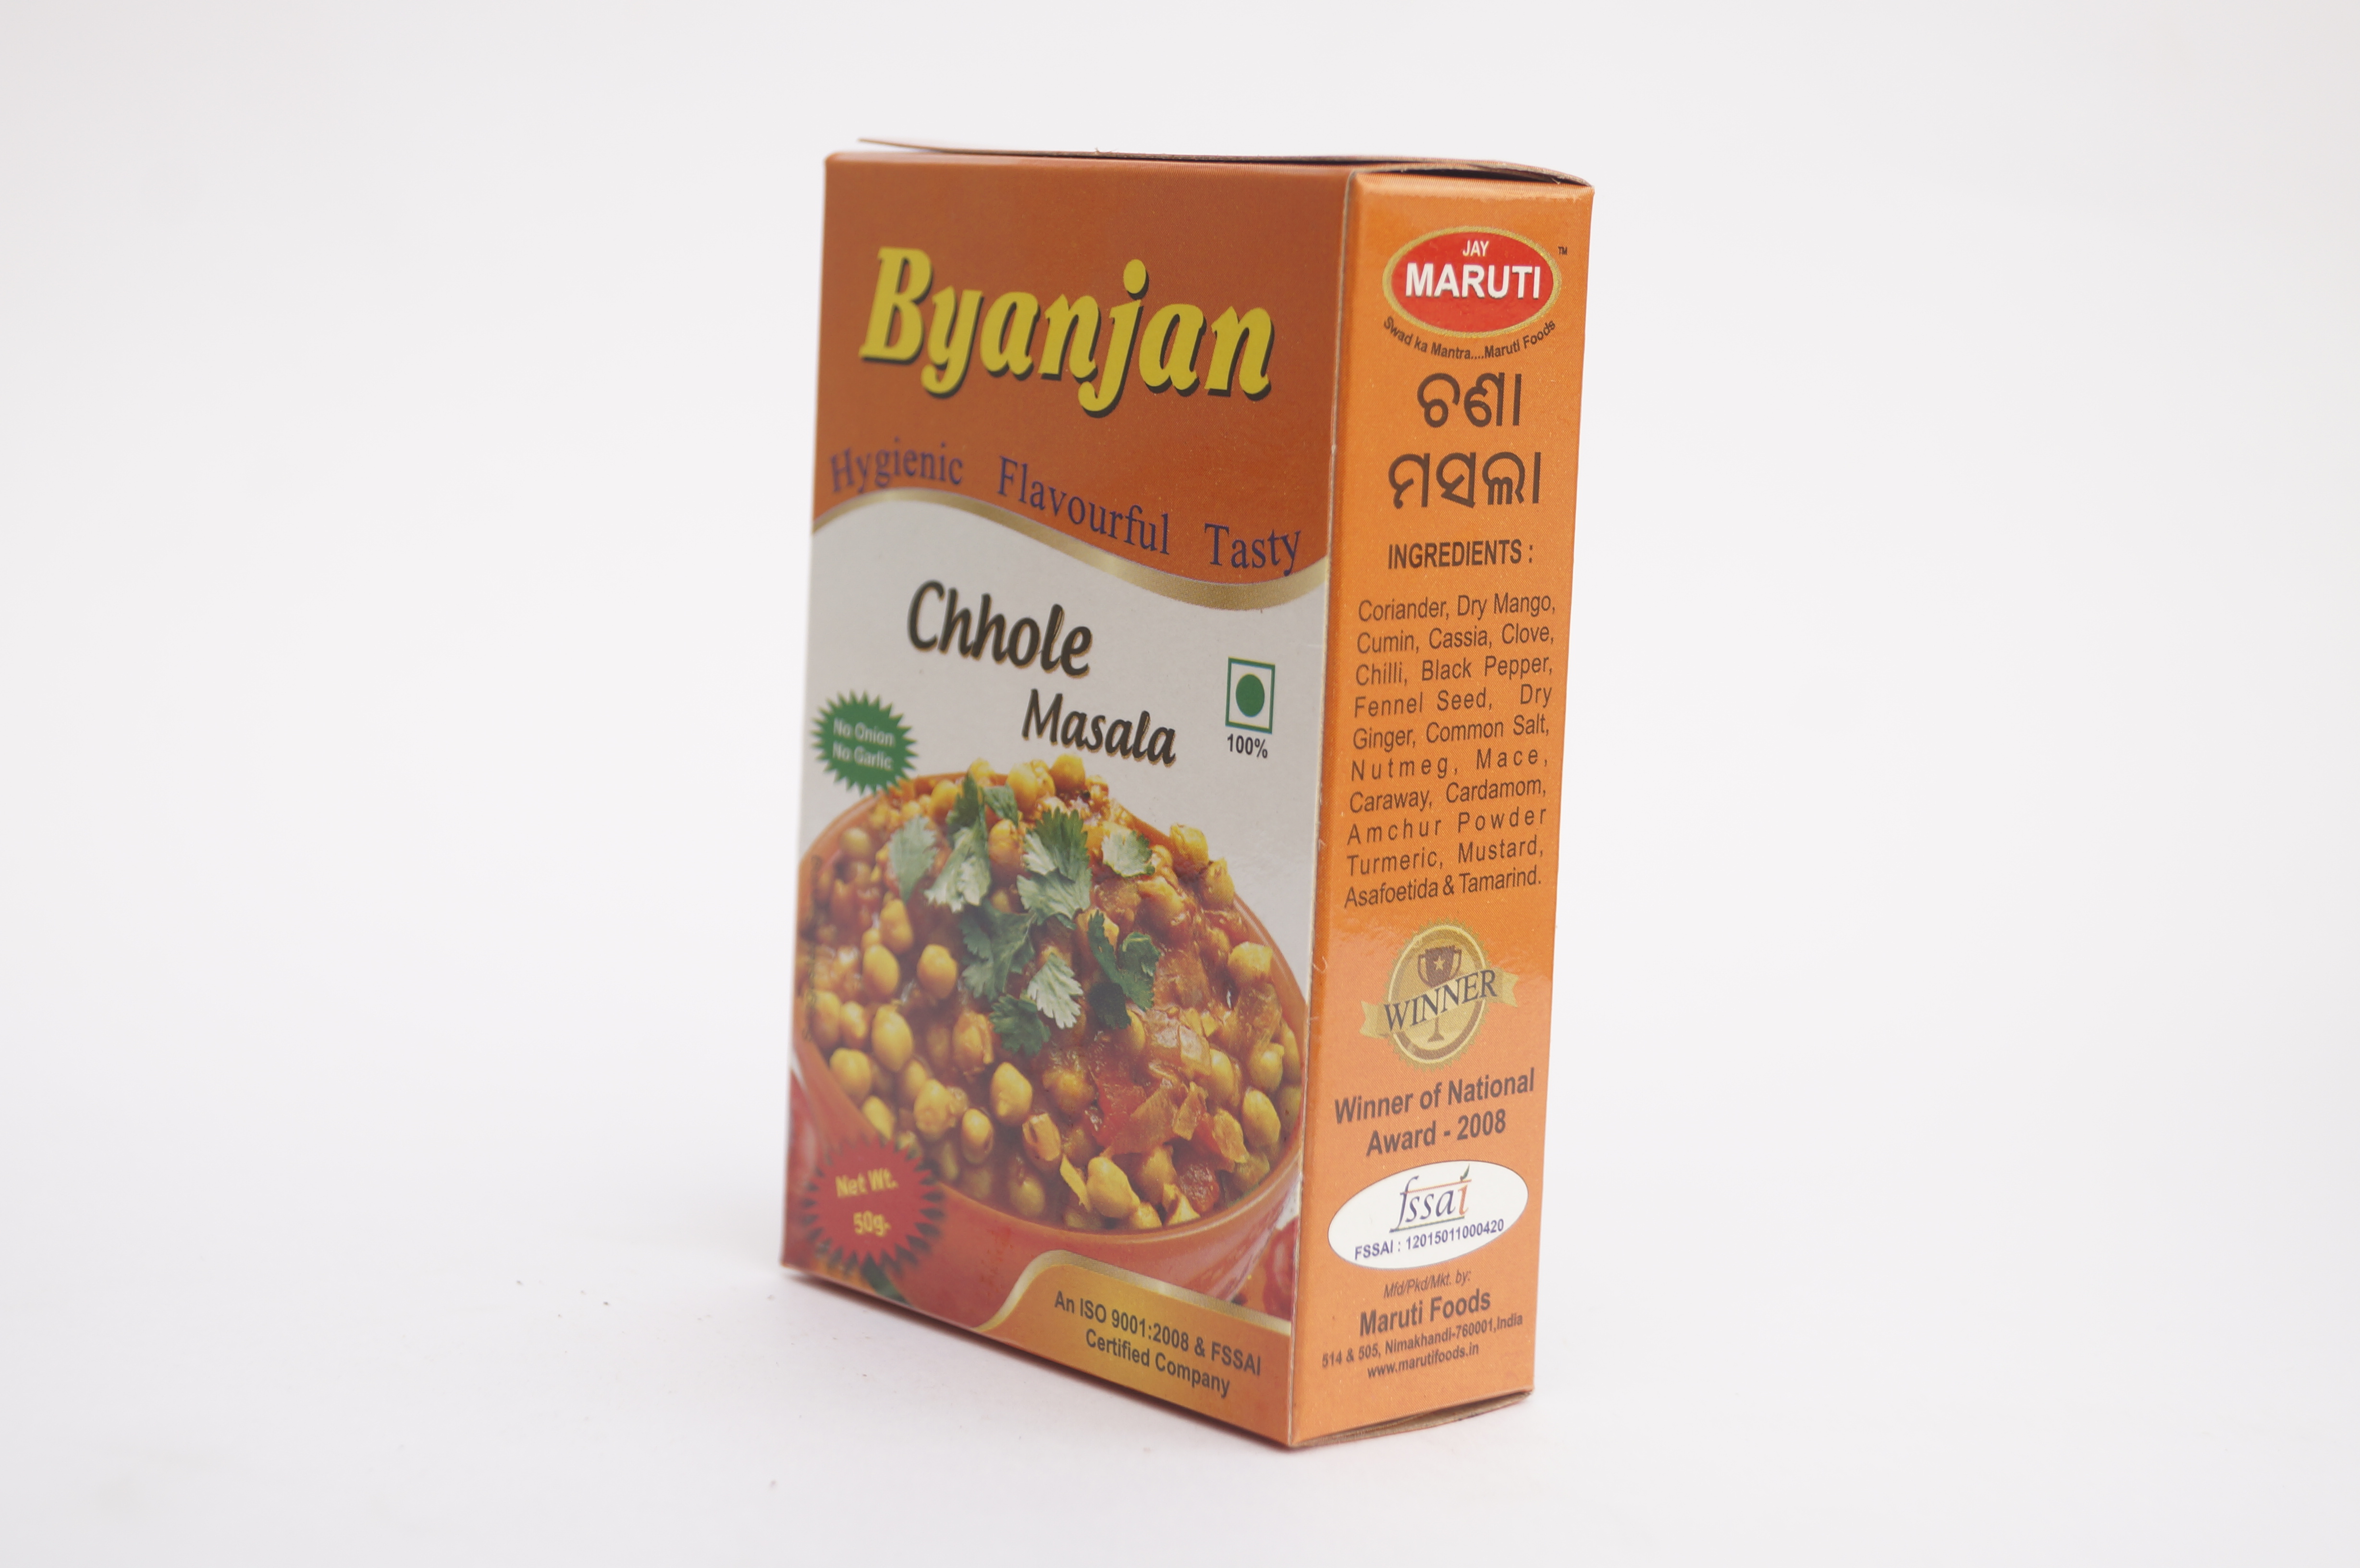 Byanjan
Hygienic Flavourful Tasty
Chhole
Masala
100%
No Onion
No Garlic
Net Wt.
50g.
An ISO 9001:2008 & FSSAI
Certified Company
JAY
MARUTI
TM
Swad ka Mantra....Maruti Foods
ଚଣା
ମସଲା
INGREDIENTS :
Coriander, Dry Mango,
Cumin, Cassia, Clove,
Chilli, Black Pepper,
Fennel Seed, Dry
Ginger, Common Salt,
Nutmeg, Mace,
Caraway, Cardamom,
Amchur Powder
Turmeric, Mustard,
Asafoetida & Tamarind.
WINNER
Winner of National
Award - 2008
fssai
FSSAI : 12015011000420
Mfd/Pkd/Mkt. by:
Maruti Foods
514 & 505, Nimakhandi-760001,India
www.marutifoods.in